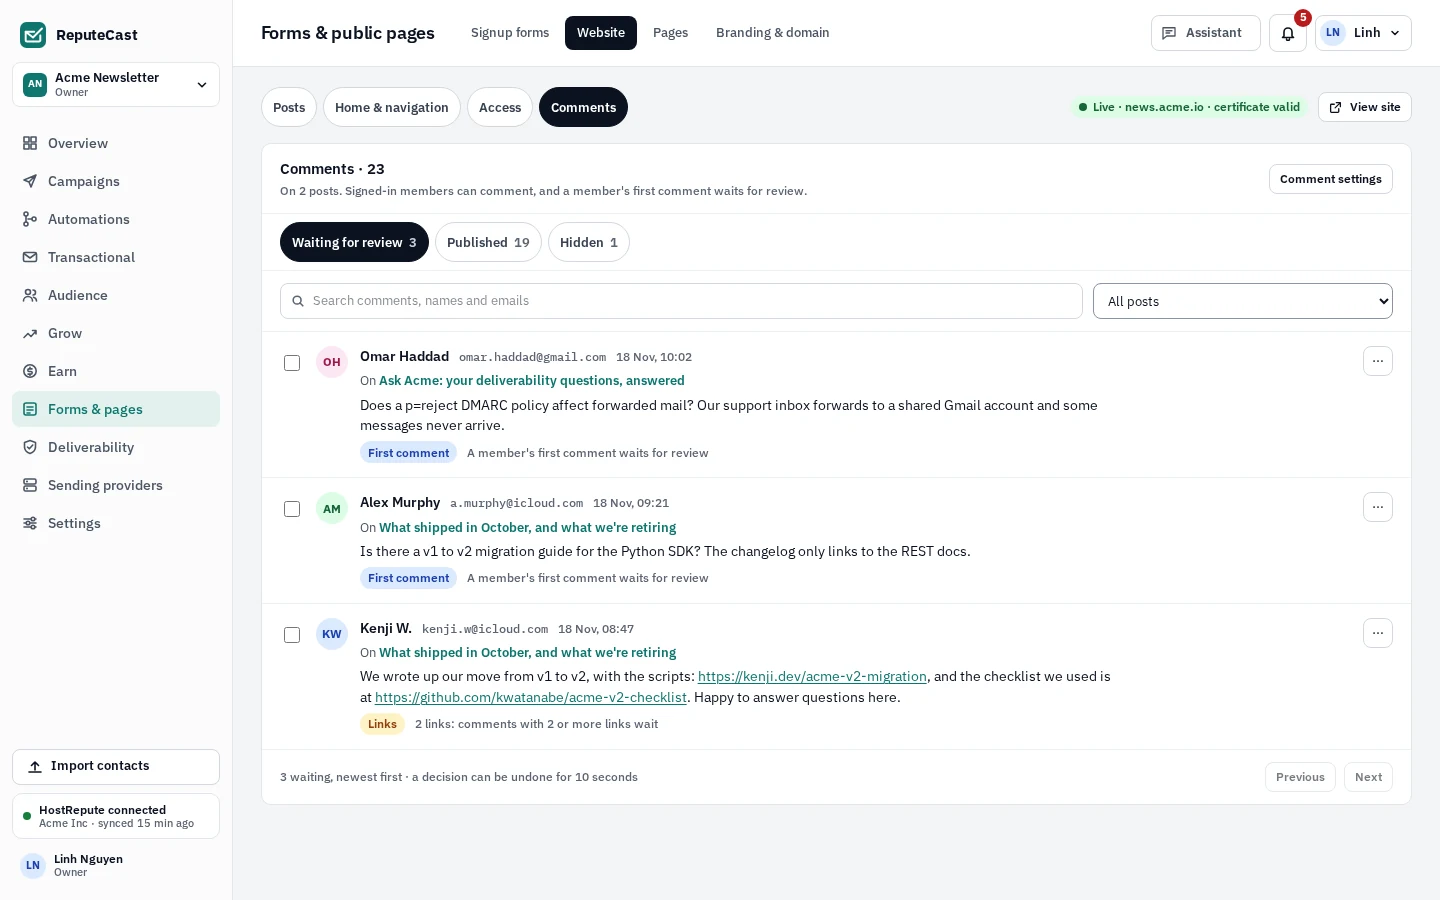 ReputeCast
AN
Acme Newsletter
Owner
Overview
Campaigns
Automations
Transactional
Audience
Grow
Earn
Forms & pages
Deliverability
Sending providers
Settings
Import contacts
HostRepute connected
Acme Inc · synced 15 min ago
LN
Linh Nguyen
Owner
Forms & public pages
Signup forms
Website
Pages
Branding & domain
Assistant
5
LN
Linh
Posts
Home & navigation
Access
Comments
Live · news.acme.io · certificate valid
View site
Comments · 23
On 2 posts. Signed-in members can comment, and a member's first comment waits for review.
Comment settings
Waiting for review 3
Published 19
Hidden 1
Search comments, names and emails
All posts
OH
Omar Haddad omar.haddad@gmail.com 18 Nov, 10:02
On Ask Acme: your deliverability questions, answered
Does a p=reject DMARC policy affect forwarded mail? Our support inbox forwards to a shared Gmail account and some
messages never arrive.
First comment A member's first comment waits for review
AM
Alex Murphy a.murphy@icloud.com 18 Nov, 09:21
On What shipped in October, and what we're retiring
Is there a v1 to v2 migration guide for the Python SDK? The changelog only links to the REST docs.
First comment A member's first comment waits for review
KW
Kenji W. kenji.w@icloud.com 18 Nov, 08:47
On What shipped in October, and what we're retiring
We wrote up our move from v1 to v2, with the scripts: https://kenji.dev/acme-v2-migration, and the checklist we used is
at https://github.com/kwatanabe/acme-v2-checklist. Happy to answer questions here.
Links 2 links: comments with 2 or more links wait
3 waiting, newest first · a decision can be undone for 10 seconds
Previous
Next